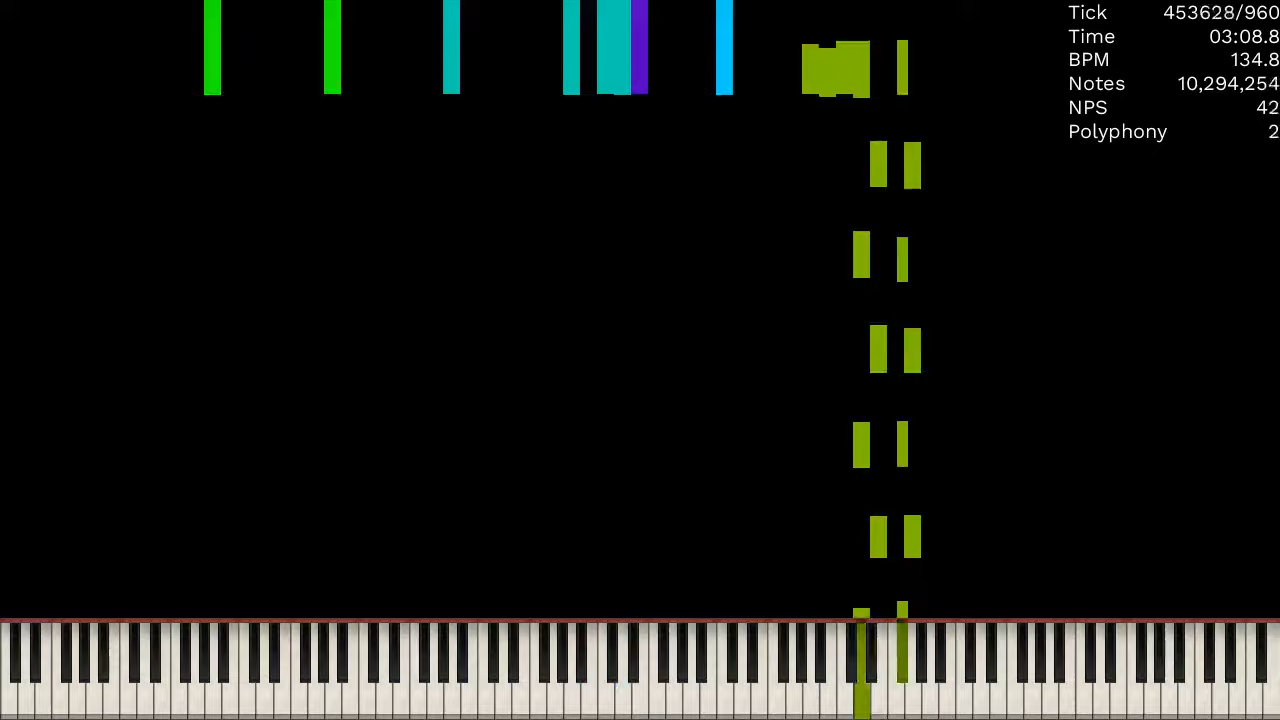 Tick 453628/960
Time 03:08.8
BPM 134.8
Notes 10,294,254
NPS 42
Polyphony 2